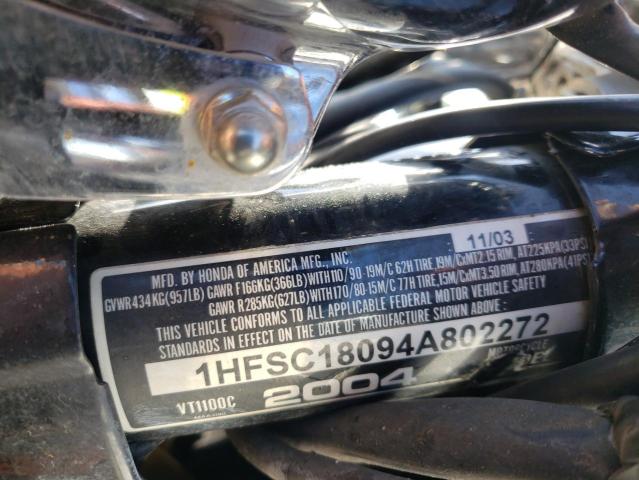 11/03
MFD. BY HONDA OF AMERICA MFG., INC.
GVWR 434KG(957LB) GAWR F166KG(366LB)WITH110/90-19M/C 62H TIRE,19M/CxMT2.15 RIM, AT225KPA(33PSI
GAWR R285KG(627LB)WITH170/80-15M/C 77H TIRE,15M/CxMT3.50 RIM, AT280KPA(41PSI
THIS VEHICLE CONFORMS TO ALL APPLICABLE FEDERAL MOTOR VEHICLE SAFETY
STANDARDS IN EFFECT ON THE DATE OF MANUFACTURE SHOWN ABOVE.
1HFSC18094A802272
MOTORCYCLE
VT1100C 2004